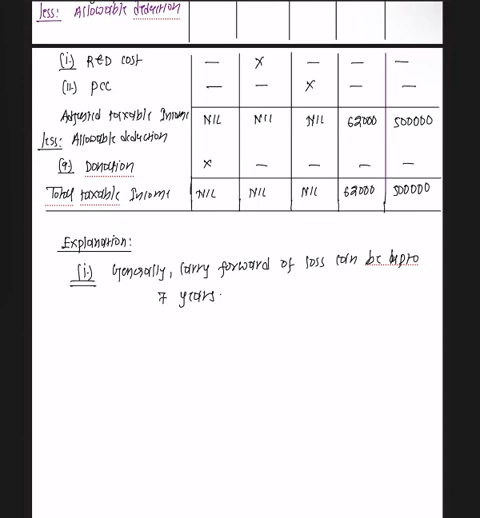 less: Allowable deduction
(i.) R&D cost — × — — —
(ii.) PCC — — × — —
Adjusted taxable Income NIL NIL NIL 62000 500000
less: Allowable deduction
(a.) Donation × — — — —
Total taxable Income NIL NIL NIL 62000 500000
Explanation:
(i.) Generally, carry forward of loss can be upto
7 years.